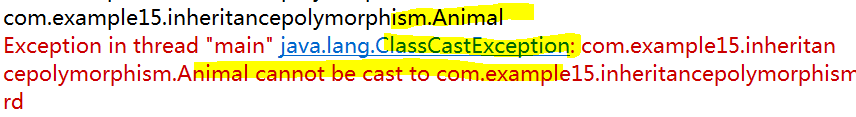 com.example15.inheritancepolymorphism.Animal
Exception in thread "main" java.lang.ClassCastException: com.example15.inheritan
cepolymorphism.Animal cannot be cast to com.example15.inheritancepolymorphism
rd